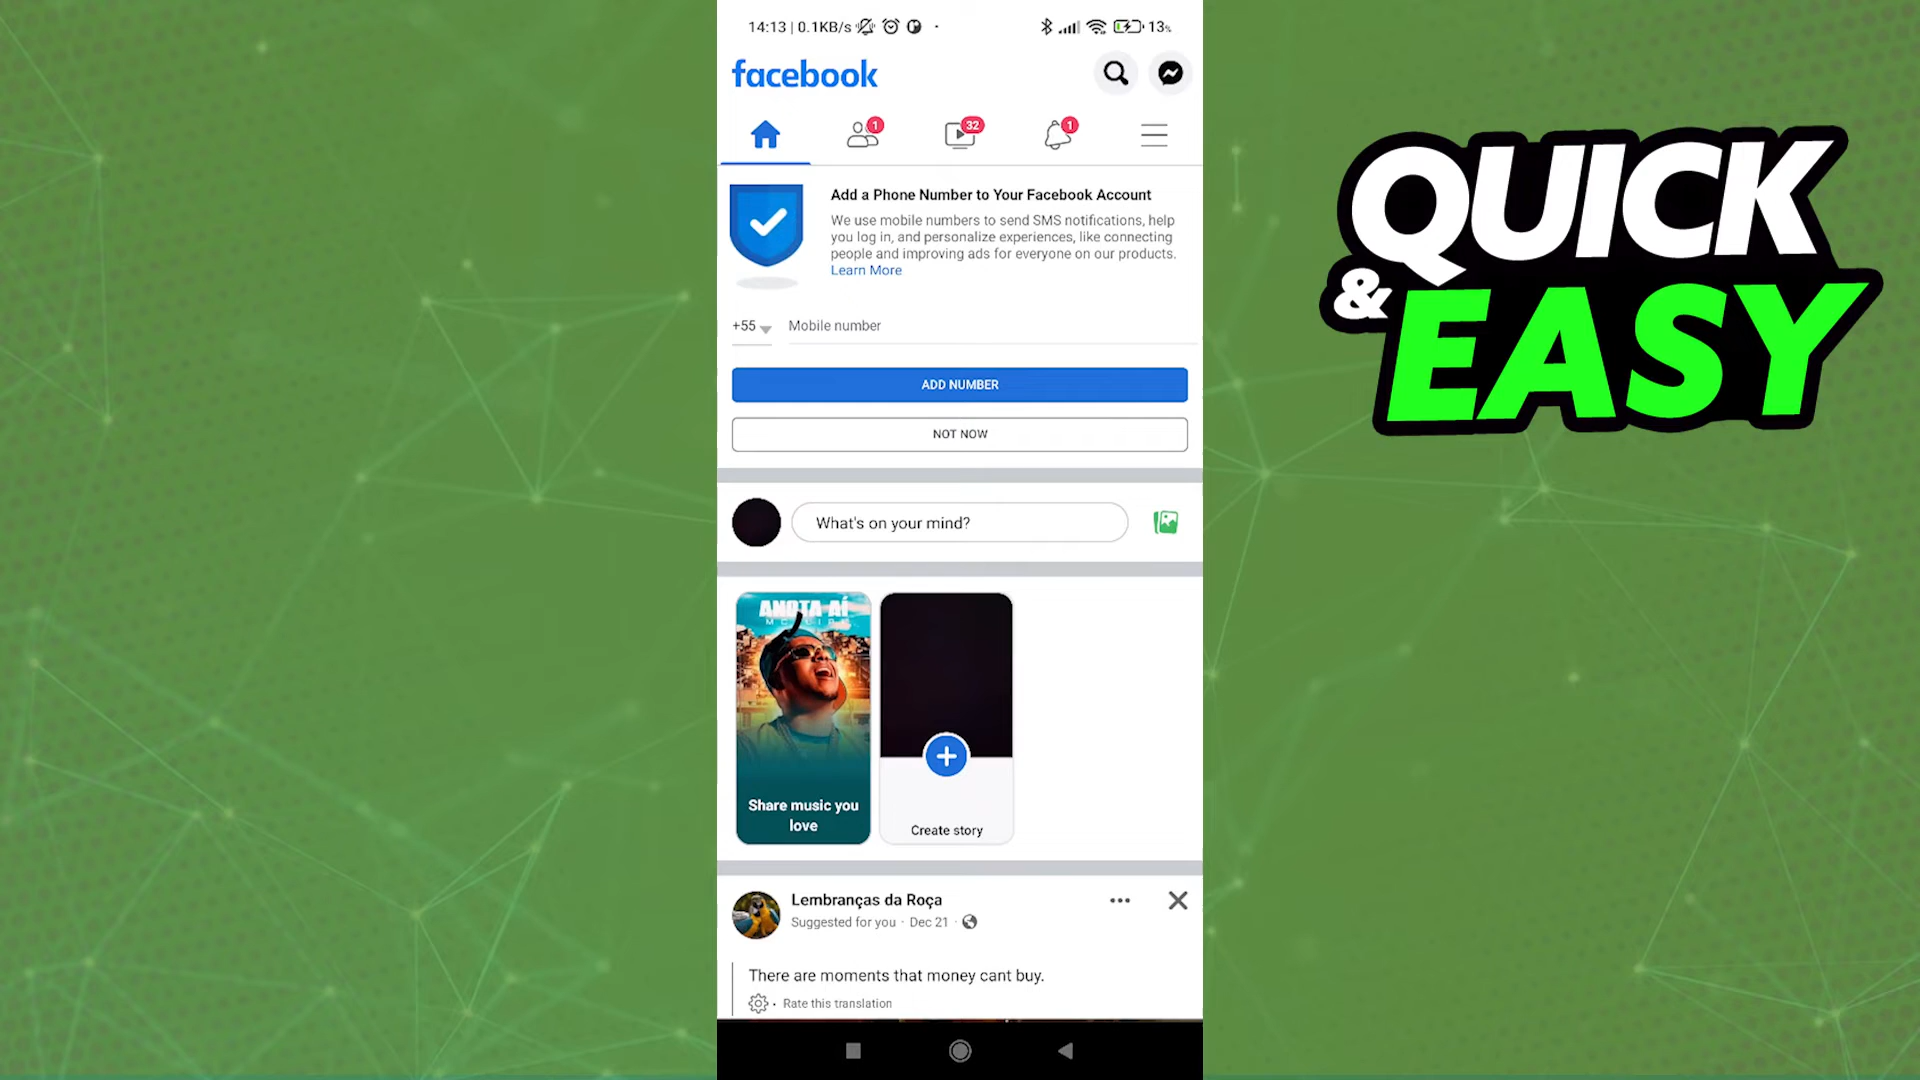 14:13 | 0.1KB/s
13%
facebook
1
32
1
Add a Phone Number to Your Facebook Account
We use mobile numbers to send SMS notifications, help
you log in, and personalize experiences, like connecting
people and improving ads for everyone on our products.
Learn More
+55
Mobile number
ADD NUMBER
NOT NOW
What's on your mind?
ANOTA AÍ
Share music you
love
Create story
Lembranças da Roça
Suggested for you · Dec 21 ·
There are moments that money cant buy.
· Rate this translation
QUICK
& EASY